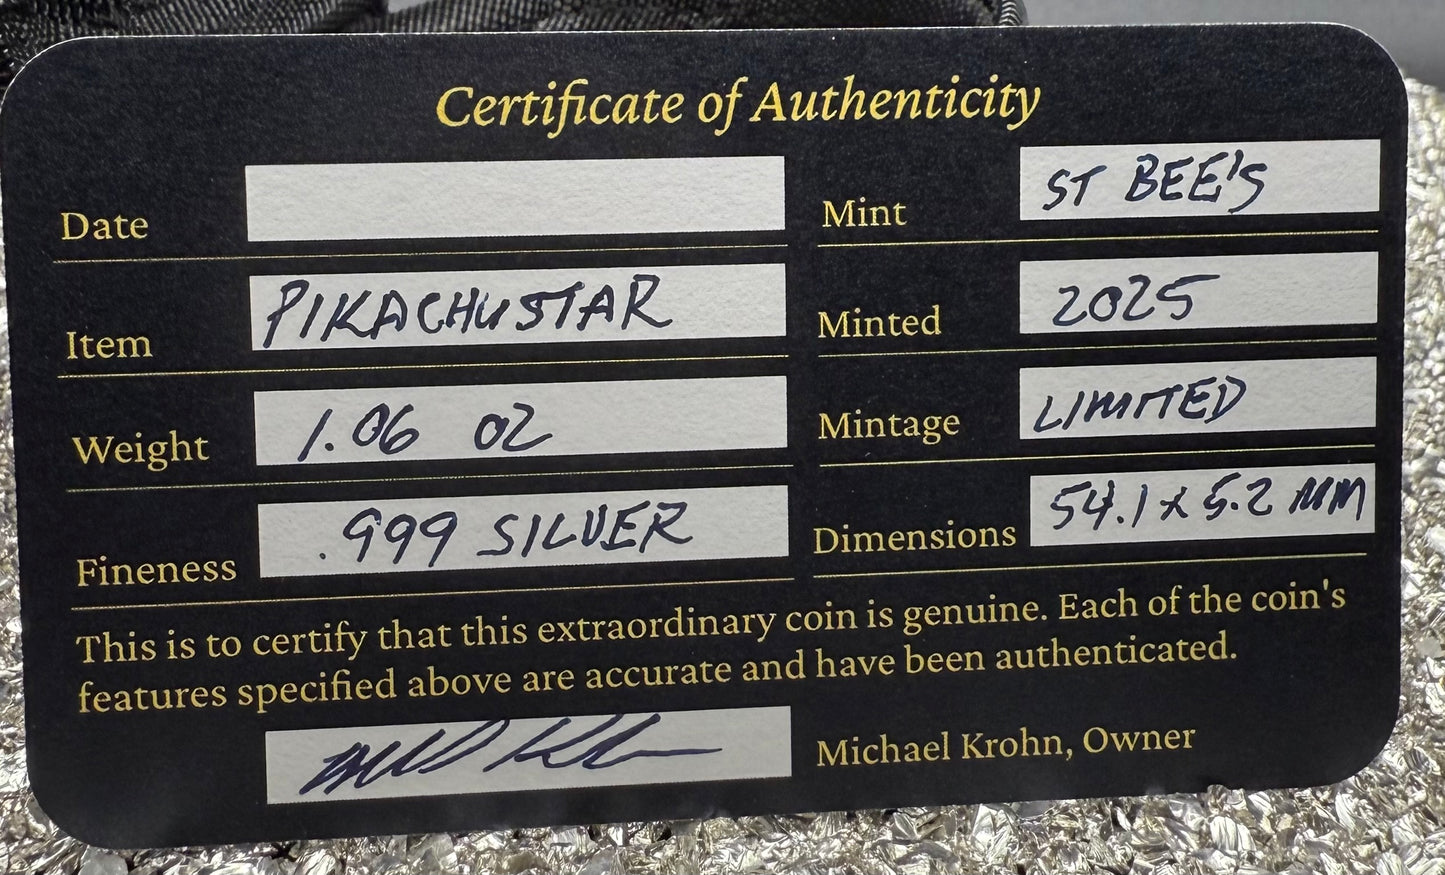 Certificate of Authenticity
Date
Item PIKACHUSTAR
Weight 1.06 OZ
Fineness .999 SILVER
Mint ST BEE'S
Minted 2025
Mintage LIMITED
Dimensions 54.1 x 5.2 MM
This is to certify that this extraordinary coin is genuine. Each of the coin's
features specified above are accurate and have been authenticated.
Michael Krohn, Owner